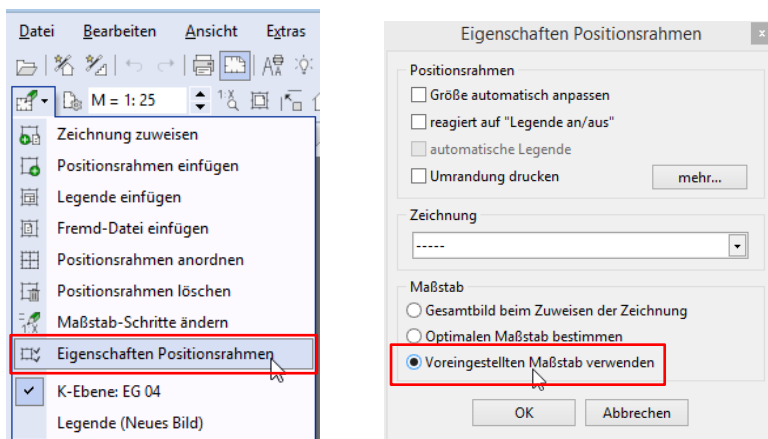 Datei Bearbeiten Ansicht Extras
M = 1: 25
1:X
Zeichnung zuweisen
Positionsrahmen einfügen
Legende einfügen
Fremd-Datei einfügen
Positionsrahmen anordnen
Positionsrahmen löschen
Maßstab-Schritte ändern
Eigenschaften Positionsrahmen
K-Ebene: EG 04
Legende (Neues Bild)
Eigenschaften Positionsrahmen
x
Positionsrahmen
Größe automatisch anpassen
reagiert auf "Legende an/aus"
automatische Legende
Umrandung drucken
mehr...
Zeichnung
-----
Maßstab
Gesamtbild beim Zuweisen der Zeichnung
Optimalen Maßstab bestimmen
Voreingestellten Maßstab verwenden
OK Abbrechen